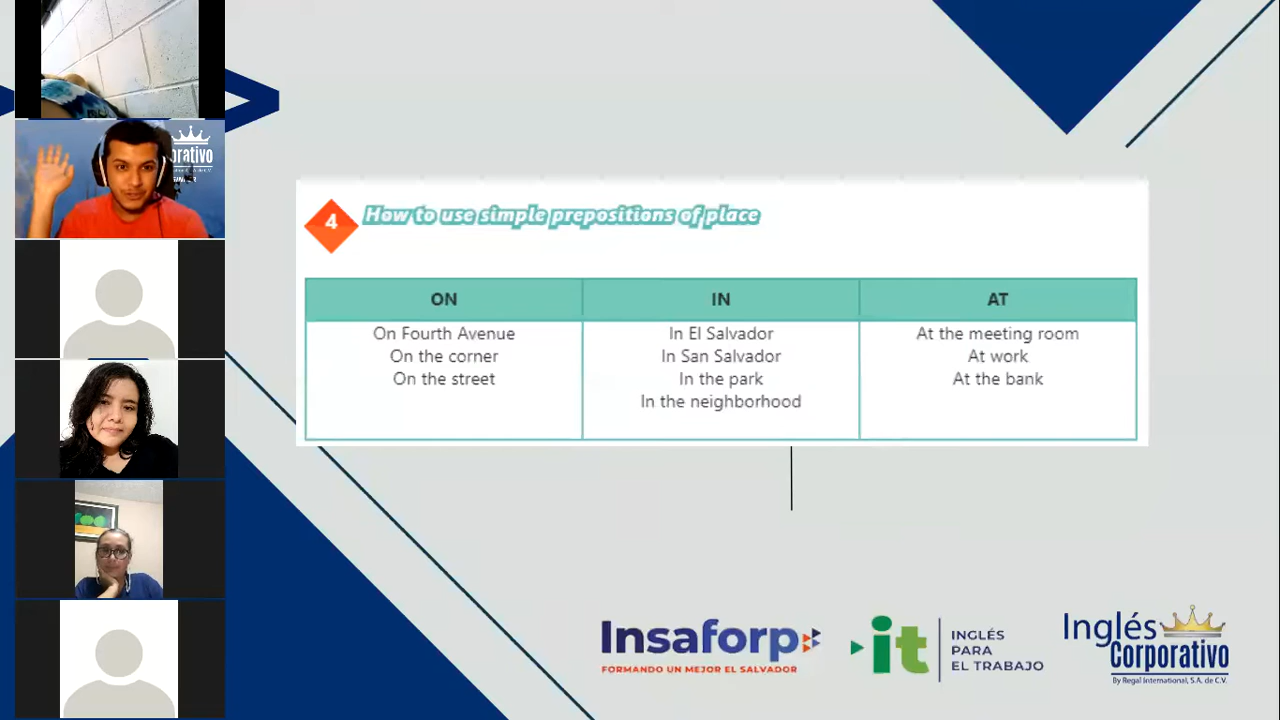 orativo
4
How to use simple prepositions of place
ON
IN
AT
On Fourth Avenue
On the corner
On the street
In El Salvador
In San Salvador
In the park
In the neighborhood
At the meeting room
At work
At the bank
Insaforp
FORMANDO UN MEJOR EL SALVADOR
it
INGLÉS
PARA
EL TRABAJO
Inglés
Corporativo
By Regal International, S.A. de C.V.